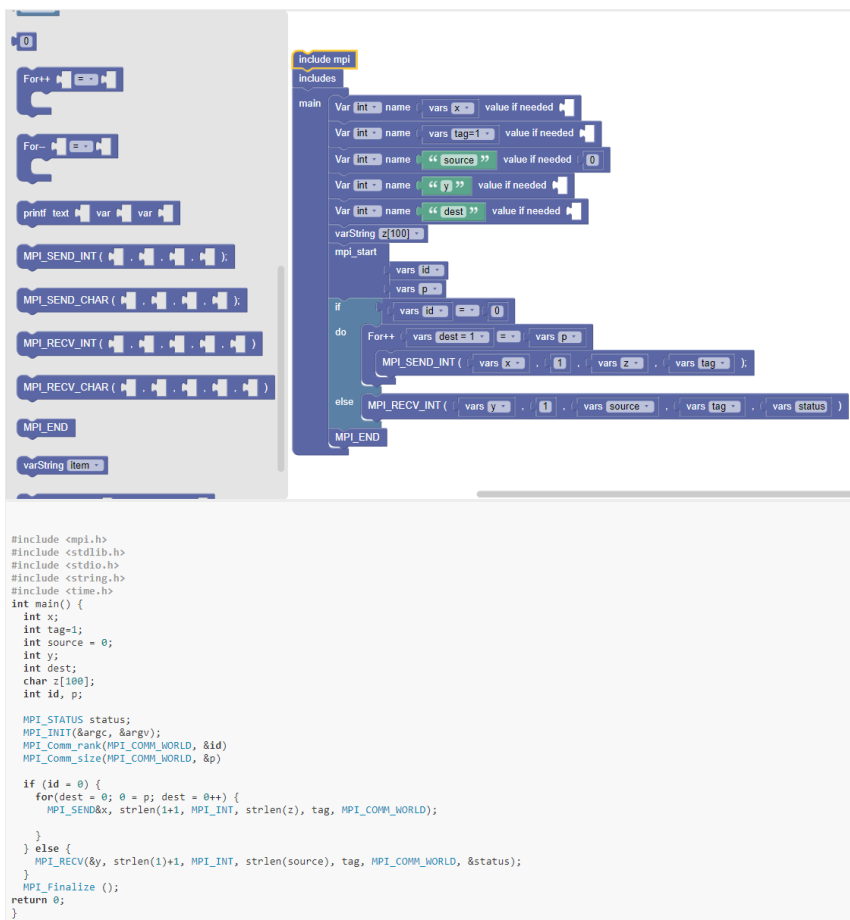 0
For++ =
For-- =
printf text var var
MPI_SEND_INT ( , , , );
MPI_SEND_CHAR ( , , , );
MPI_RECV_INT ( , , , , )
MPI_RECV_CHAR ( , , , , )
MPI_END
varString item
include mpi
includes
main
Var int name vars x value if needed
Var int name vars tag=1 value if needed
Var int name “ source ” value if needed 0
Var int name “ y ” value if needed
Var int name “ dest ” value if needed
varString z[100]
mpi_start
vars id
vars p
if vars id = 0
do For++ vars dest = 1 = vars p
MPI_SEND_INT ( vars x , 1 , vars z , vars tag );
else MPI_RECV_INT ( vars y , 1 , vars source , vars tag , vars status )
MPI_END
#include <mpi.h>
#include <stdlib.h>
#include <stdio.h>
#include <string.h>
#include <time.h>
int main() {
int x;
int tag=1;
int source = 0;
int y;
int dest;
char z[100];
int id, p;
MPI_STATUS status;
MPI_INIT(&argc, &argv);
MPI_Comm_rank(MPI_COMM_WORLD, &id)
MPI_Comm_size(MPI_COMM_WORLD, &p)
if (id = 0) {
for(dest = 0; 0 = p; dest = 0++) {
MPI_SEND&x, strlen(1+1, MPI_INT, strlen(z), tag, MPI_COMM_WORLD);
}
} else {
MPI_RECV(&y, strlen(1)+1, MPI_INT, strlen(source), tag, MPI_COMM_WORLD, &status);
}
MPI_Finalize ();
return 0;
}